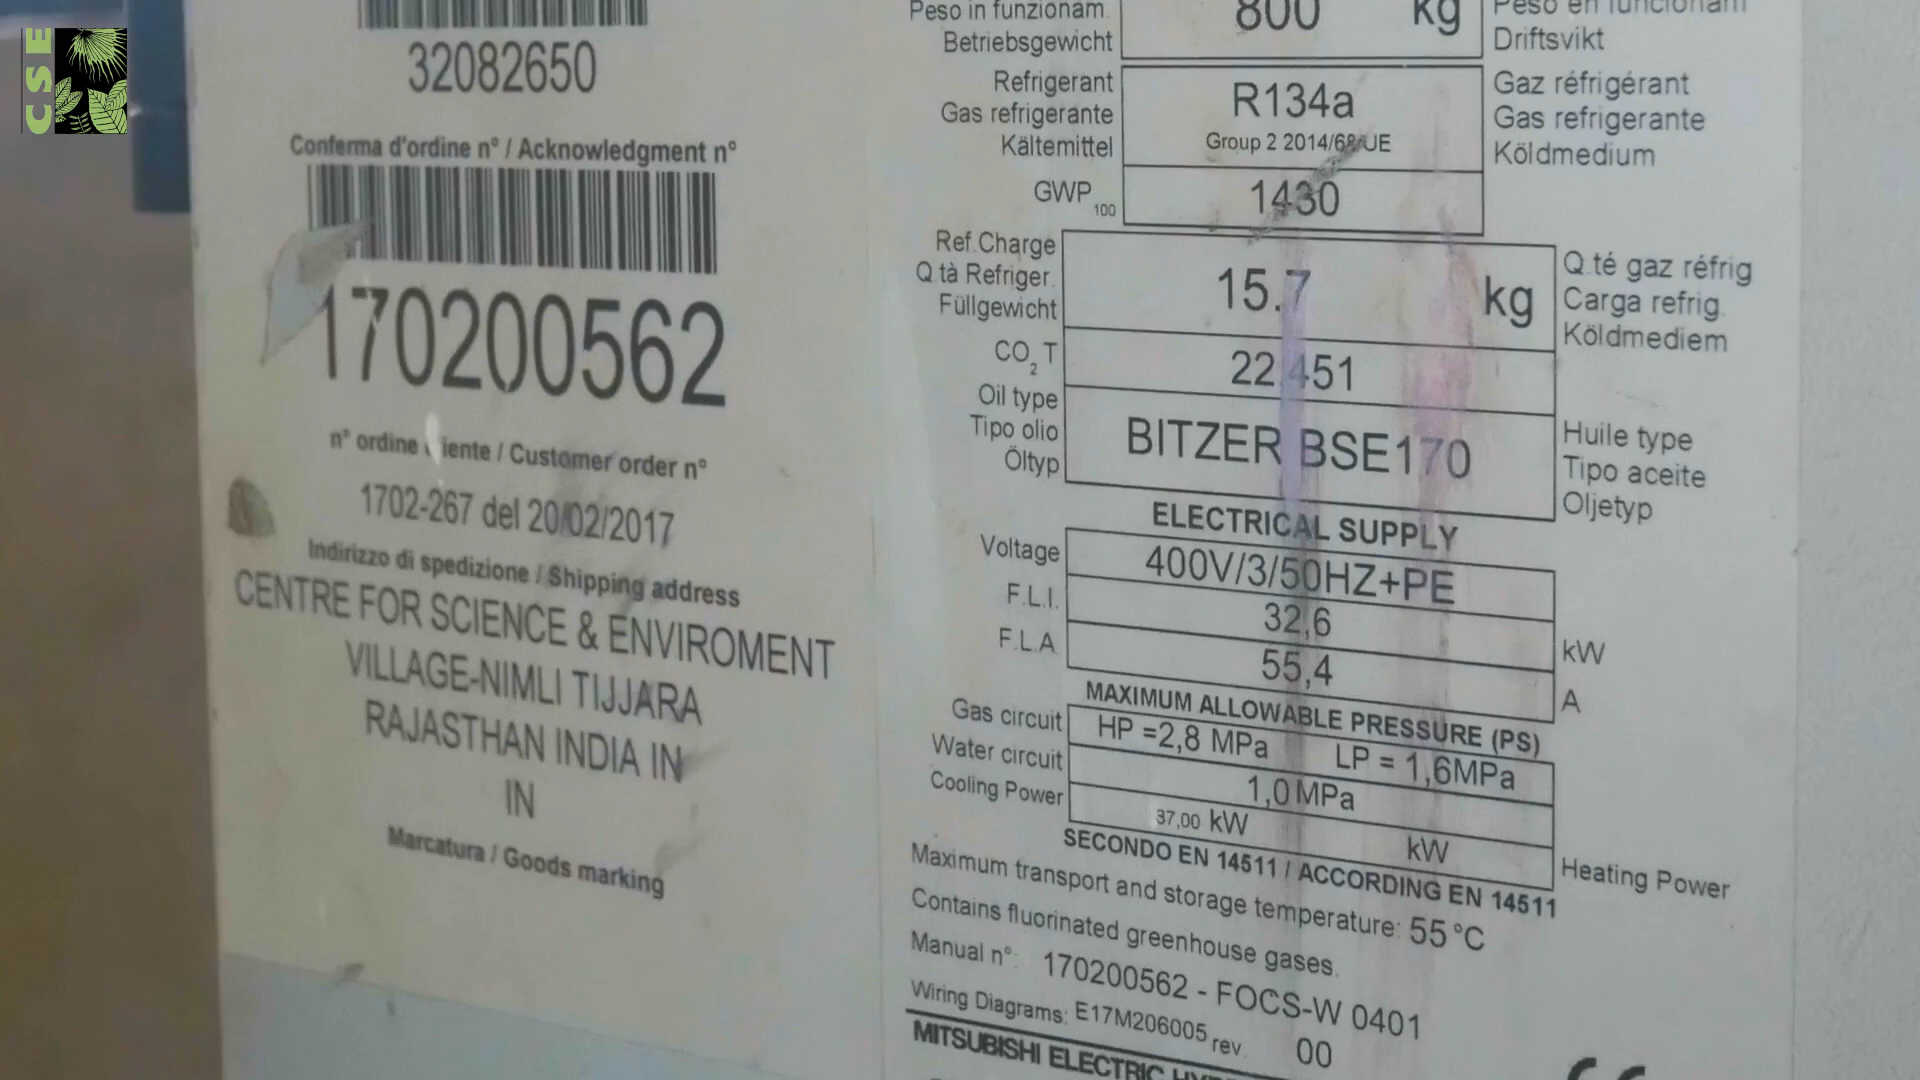 CSE
32082650
Conferma d'ordine n° / Acknowledgment n°
170200562
n° ordine iente / Customer order n°
1702-267 del 20/02/2017
Indirizzo di spedizione / Shipping address
CENTRE FOR SCIENCE & ENVIROMENT
VILLAGE-NIMLI TIJJARA
RAJASTHAN INDIA IN
IN
Marcatura / Goods marking
Peso in funzionam. 800 kg Peso en funcionam
Betriebsgewicht Driftsvikt
Refrigerant R134a Gaz réfrigérant
Gas refrigerante Group 2 2014/68/UE Gas refrigerante
Kältemittel Köldmedium
GWP100 1430
Ref.Charge 15.7 kg Q.té gaz réfrig
Q.tà Refriger. Carga refrig.
Füllgewicht Köldmediem
CO2 T 22.451
Oil type BITZER BSE170 Huile type
Tipo olio Tipo aceite
Öltyp Oljetyp
ELECTRICAL SUPPLY
Voltage 400V/3/50HZ+PE
F.L.I. 32,6 kW
F.L.A 55,4 A
MAXIMUM ALLOWABLE PRESSURE (PS)
Gas circuit HP =2,8 MPa LP = 1,6MPa
Water circuit 1,0 MPa
Cooling Power 37,00 kW kW Heating Power
SECONDO EN 14511 / ACCORDING EN 14511
Maximum transport and storage temperature: 55 °C
Contains fluorinated greenhouse gases.
Manual n°: 170200562 - FOCS-W 0401
Wiring Diagrams: E17M206005 rev. 00
MITSUBISHI ELECTRIC